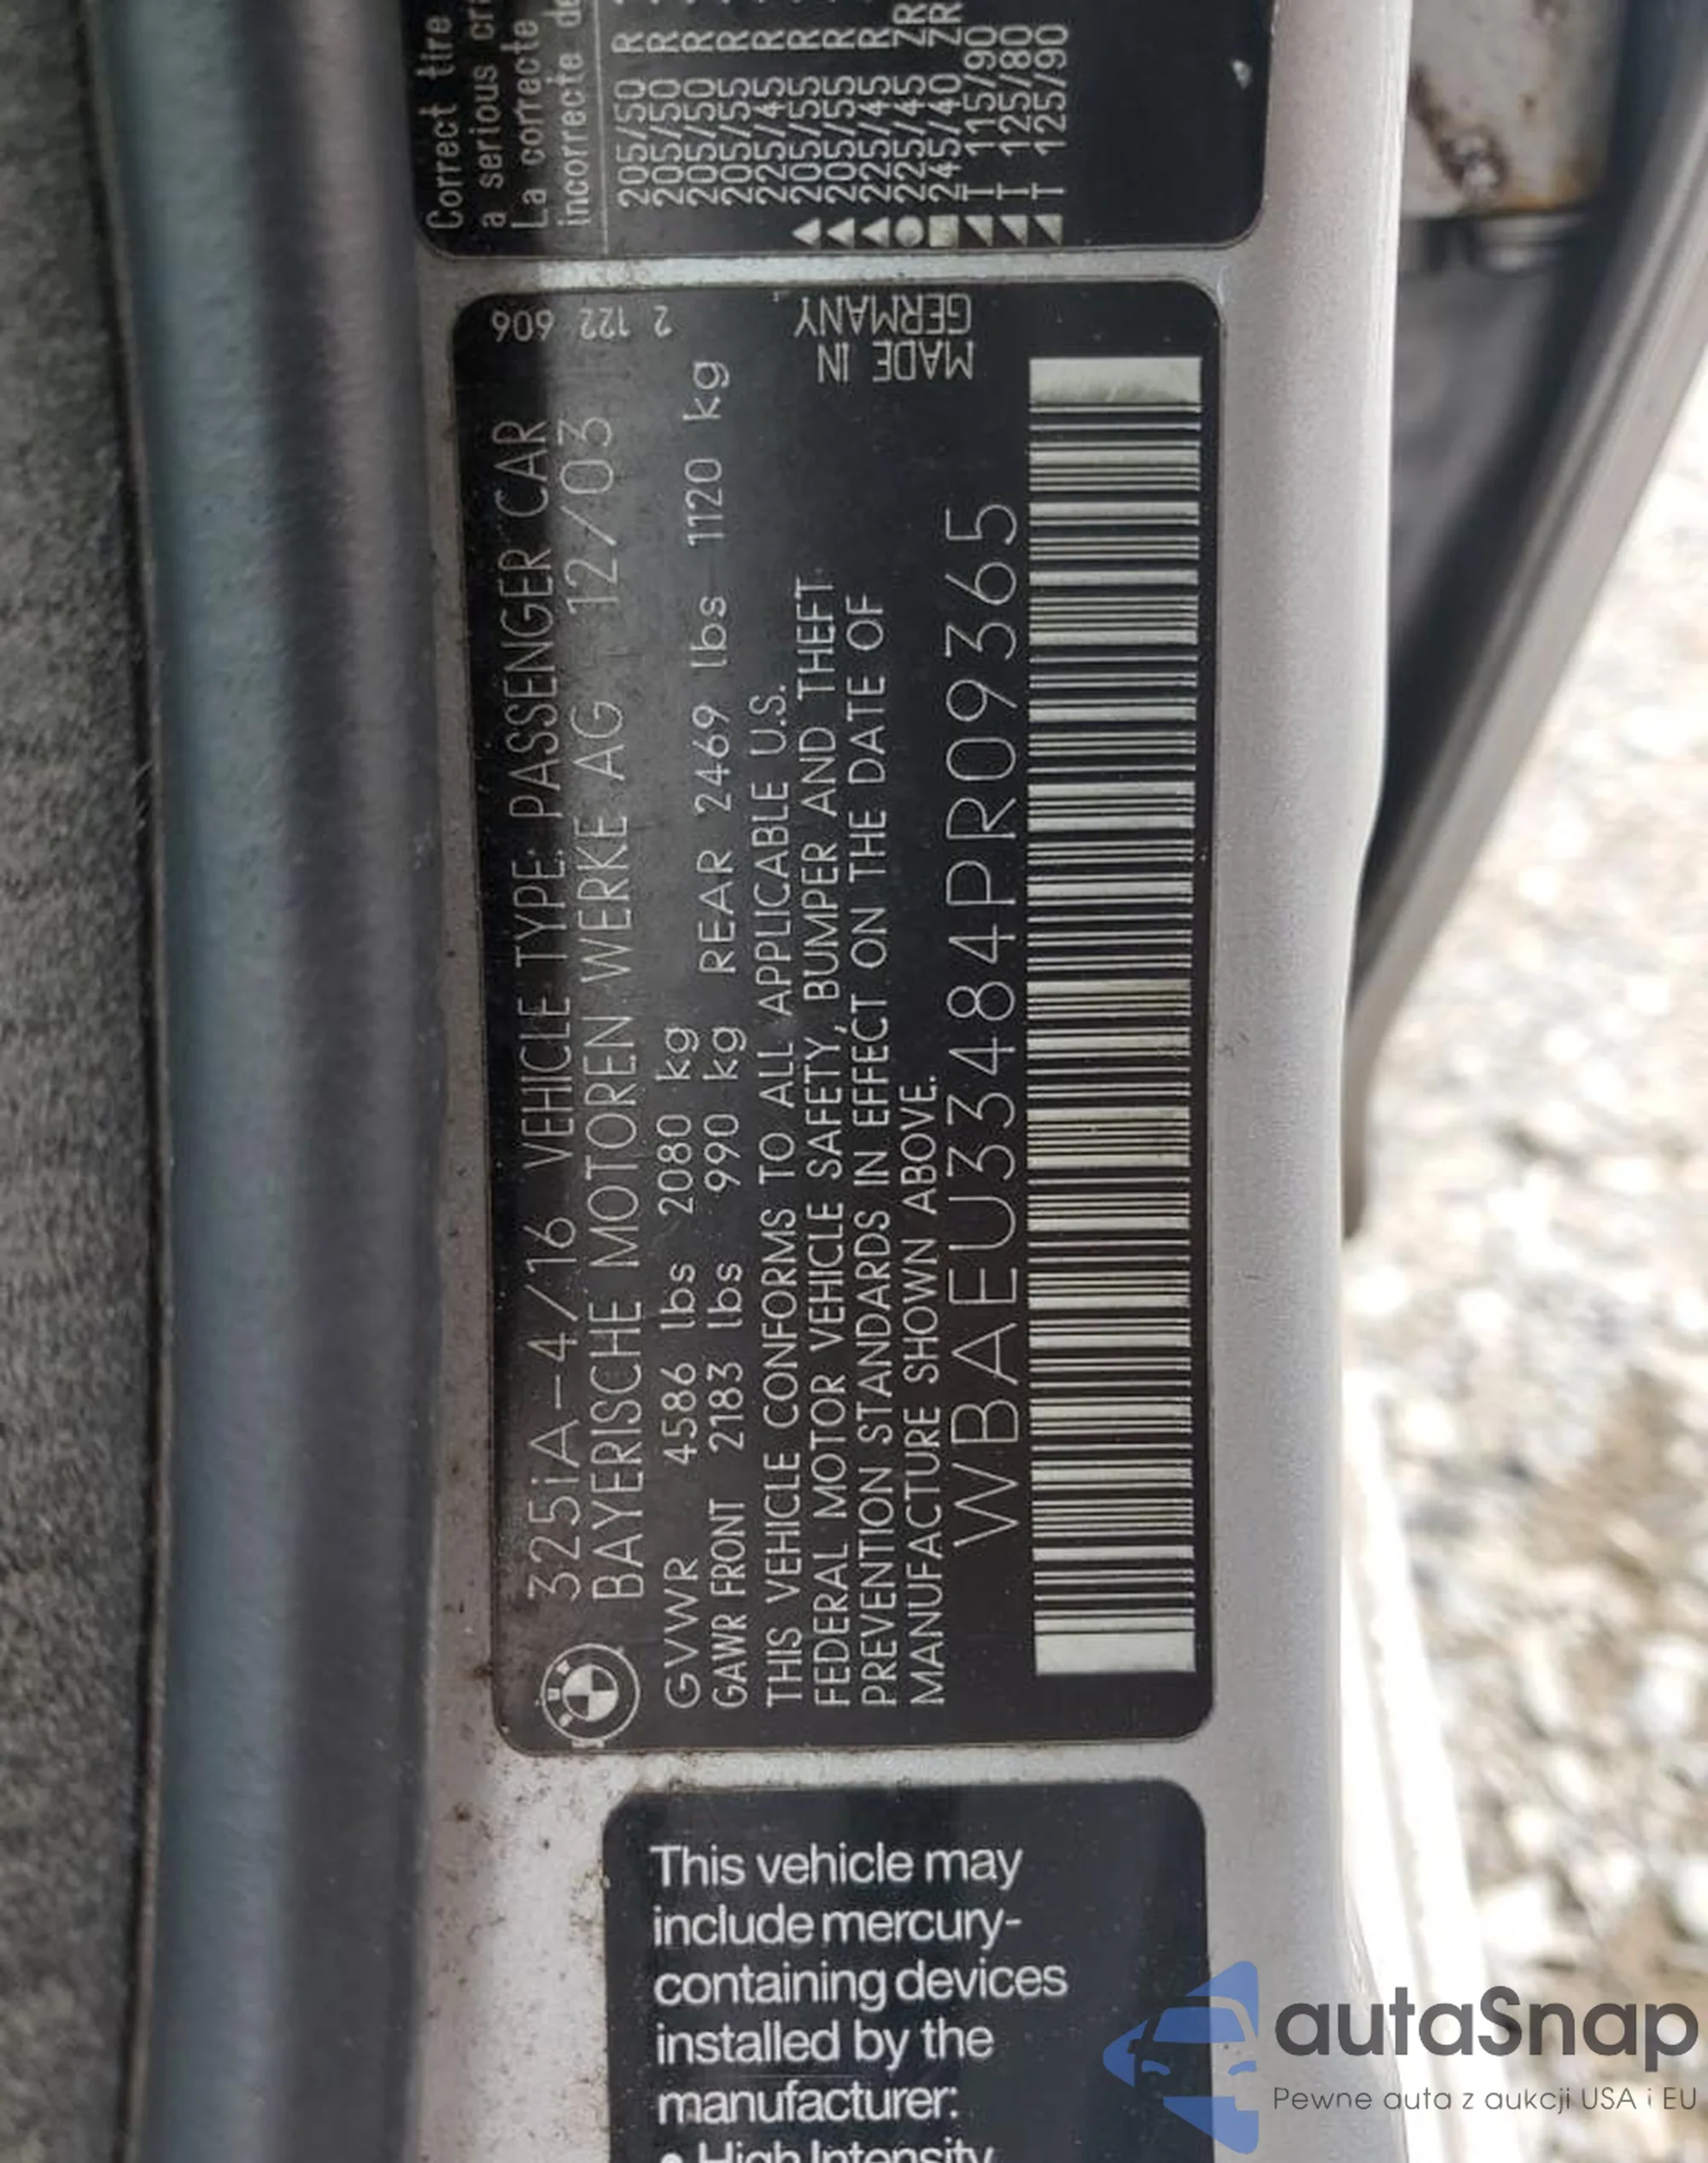 Correct tire
a serious
La correcte
incorrecte
205/50 R
205/50 R
205/50 R
205/55 R
225/45 R
205/55 R
205/55 R
225/45 R
225/45 ZR
245/40 ZR
T 115/90
T 125/80
T 125/90
2 122 606
MADE IN
GERMANY
325iA-4/16 VEHICLE TYPE: PASSENGER CAR
BAYERISCHE MOTOREN WERKE AG 12/03
GVWR 4586 lbs 2080 kg
GAWR FRONT 2183 lbs 990 kg REAR 2469 lbs 1120 kg
THIS VEHICLE CONFORMS TO ALL APPLICABLE U.S.
FEDERAL MOTOR VEHICLE SAFETY, BUMPER AND THEFT
PREVENTION STANDARDS IN EFFECT ON THE DATE OF
MANUFACTURE SHOWN ABOVE.
WBAEU33484PR09365
This vehicle may
include mercury-
containing devices
installed by the
manufacturer:
• High Intensity
autaSnap
Pewne auta z aukcji USA i EU